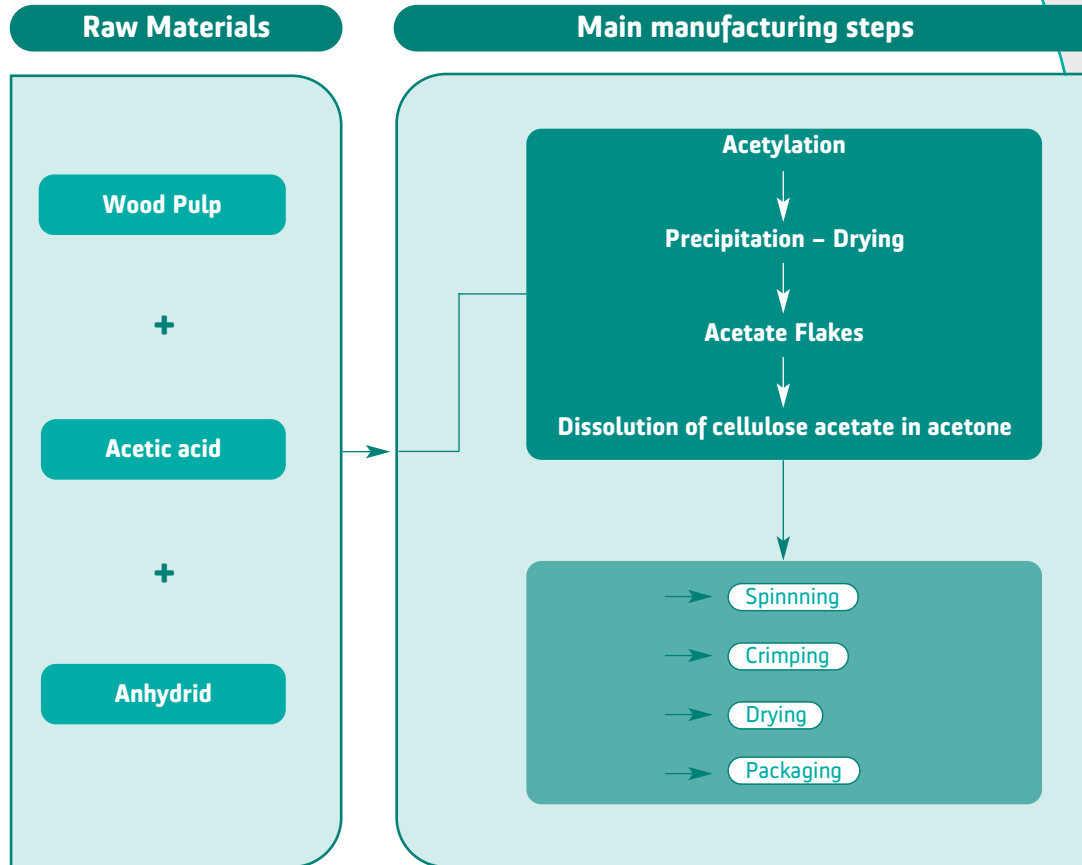 Raw Materials
Main manufacturing steps
Wood Pulp
+
Acetic acid
+
Anhydrid
Acetylation
Precipitation – Drying
Acetate Flakes
Dissolution of cellulose acetate in acetone
Spinnning
Crimping
Drying
Packaging